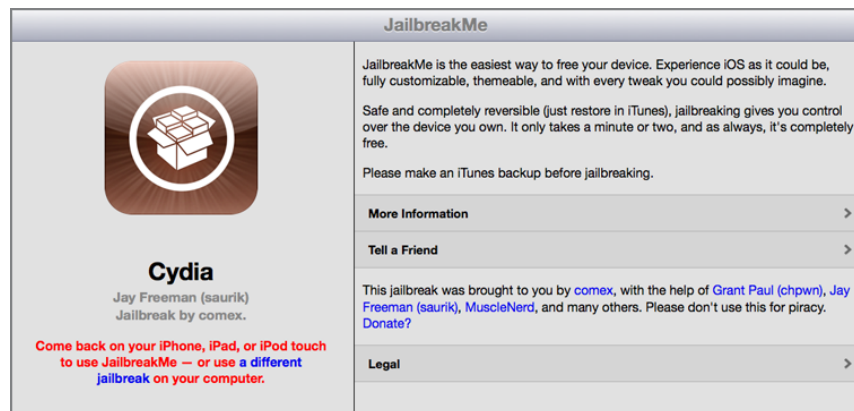 JailbreakMe
Cydia
Jay Freeman (saurik)
Jailbreak by comex.
Come back on your iPhone, iPad, or iPod touch
to use JailbreakMe — or use a different
jailbreak on your computer.
JailbreakMe is the easiest way to free your device. Experience iOS as it could be,
fully customizable, themeable, and with every tweak you could possibly imagine.
Safe and completely reversible (just restore in iTunes), jailbreaking gives you control
over the device you own. It only takes a minute or two, and as always, it's completely
free.
Please make an iTunes backup before jailbreaking.
More Information
Tell a Friend
This jailbreak was brought to you by comex, with the help of Grant Paul (chpwn), Jay
Freeman (saurik), MuscleNerd, and many others. Please don't use this for piracy.
Donate?
Legal